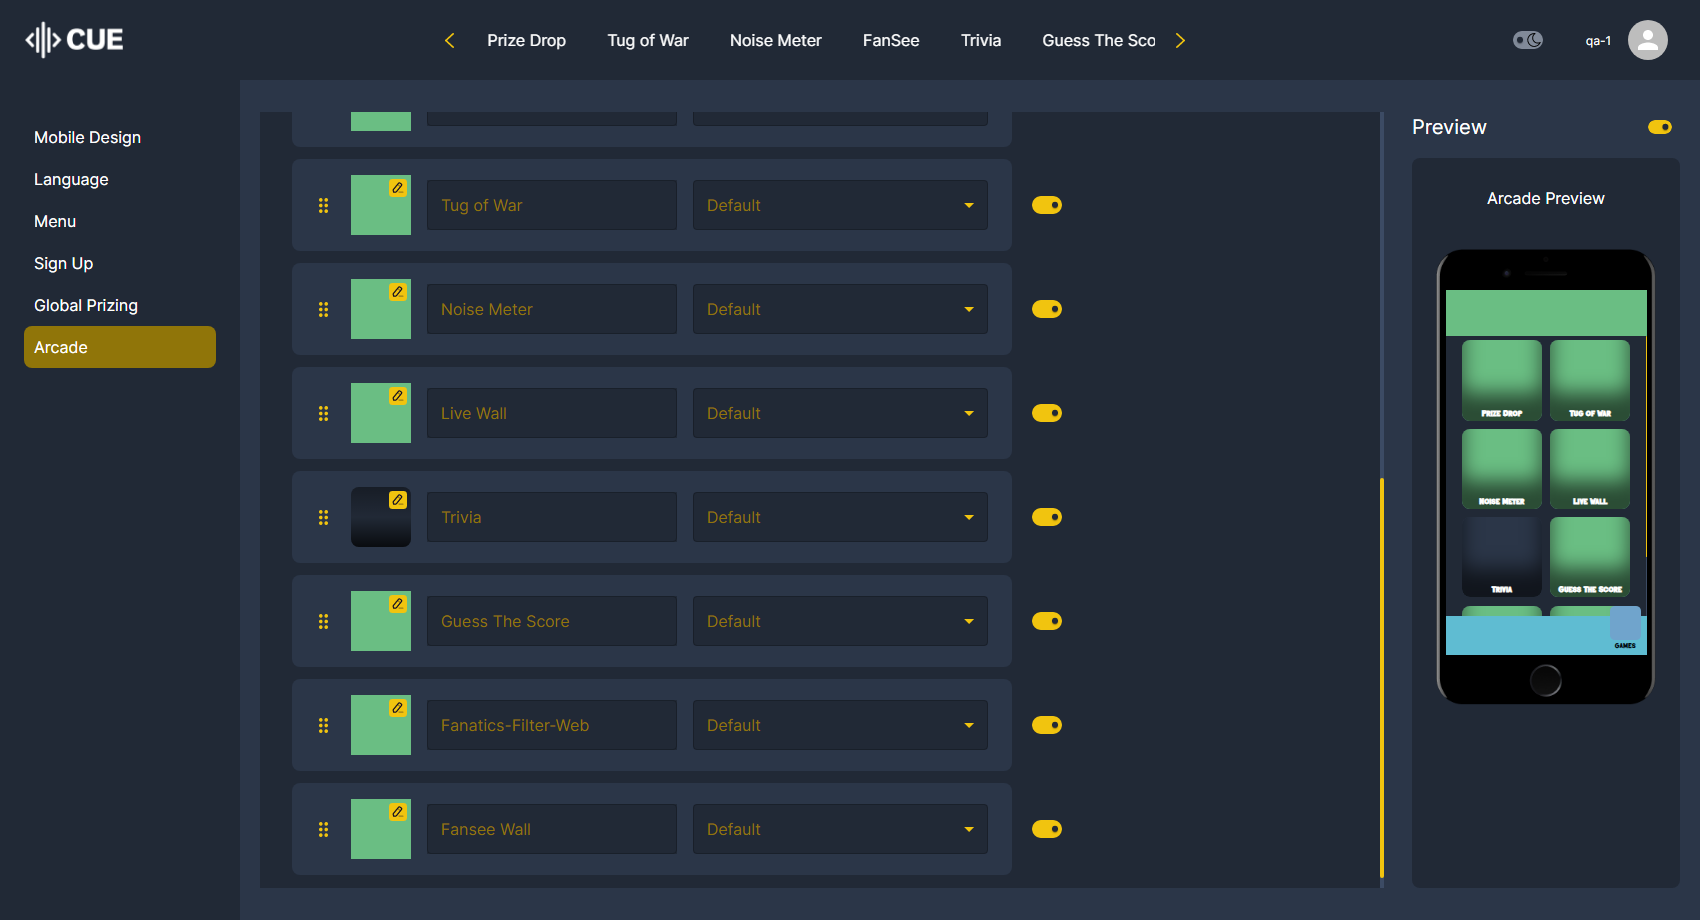 CUE
Prize Drop Tug of War Noise Meter FanSee Trivia Guess The Sco
qa-1
Mobile Design
Language
Menu
Sign Up
Global Prizing
Arcade
Tug of War Default
Noise Meter Default
Live Wall Default
Trivia Default
Guess The Score Default
Fanatics-Filter-Web Default
Fansee Wall Default
Preview
Arcade Preview
Prize Drop Tug of War
Noise Meter Live Wall
Trivia Guess The Score
Games